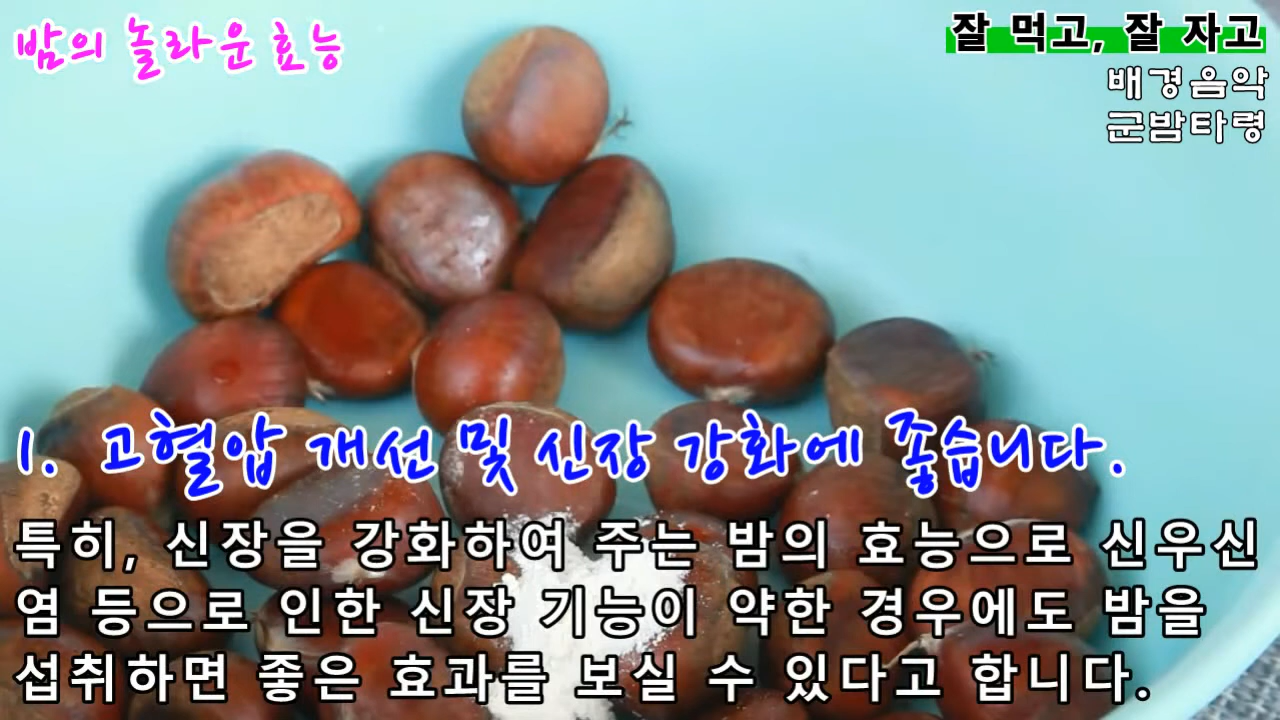 밤의 놀라운 효능
잘 먹고, 잘 자고
배경음악
군밤타령
1. 고혈압 개선 및 신장 강화에 좋습니다.
특히, 신장을 강화하여 주는 밤의 효능으로 신우신
염 등으로 인한 신장 기능이 약한 경우에도 밤을
섭취하면 좋은 효과를 보실 수 있다고 합니다.